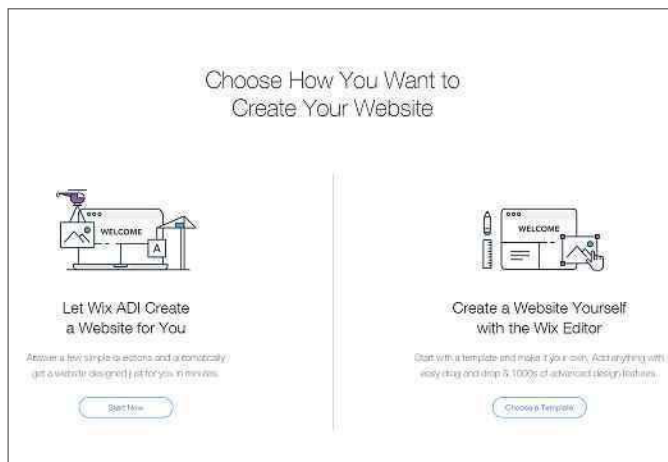 Choose How You Want to
Create Your Website
WELCOME
A
Let Wix ADI Create
a Website for You
Answer a few simple questions and automatically
get a website designed just for you in minutes.
Start Now
WELCOME
Create a Website Yourself
with the Wix Editor
Start with a template and make it your own. Add anything with
easy drag and drop & 1000s of advanced design features.
Choose a Template